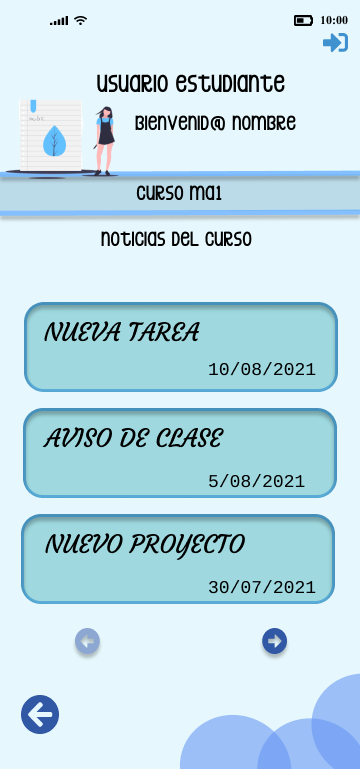 10:00
usuario estudiante
Bienvenid@ nombre
curso ma1
noticias del curso
NUEVA TAREA
10/08/2021
AVISO DE CLASE
5/08/2021
NUEVO PROYECTO
30/07/2021